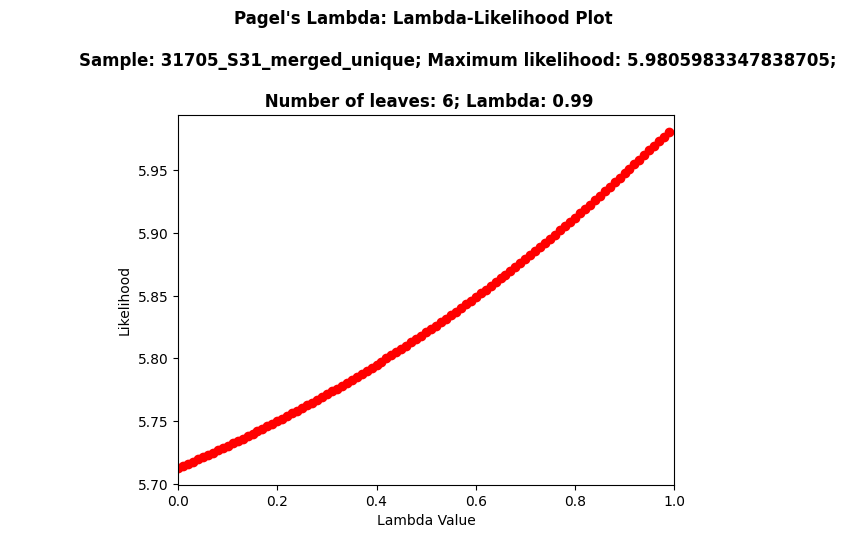 Pagel's Lambda: Lambda-Likelihood Plot
Sample: 31705_S31_merged_unique; Maximum likelihood: 5.9805983347838705;
Number of leaves: 6; Lambda: 0.99
5.95
5.90
5.85
5.80
5.75
5.70
Likelihood
0.0 0.2 0.4 0.6 0.8 1.0
Lambda Value